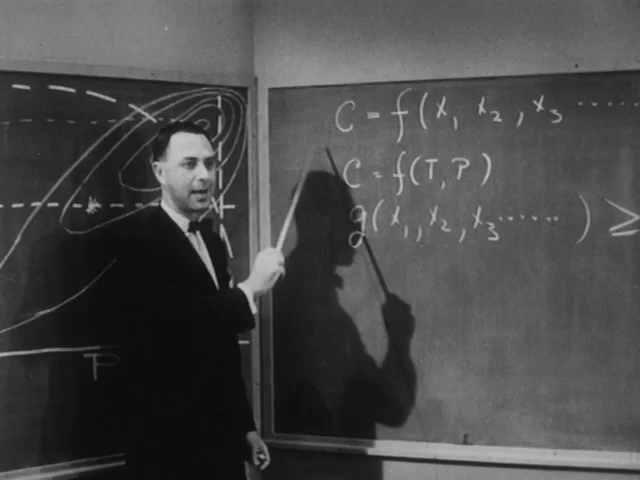 P
C = f(x₁ x₂, x₃ ......
C = f(T, P)
g(x₁, x₂, x₃ ......) ≥